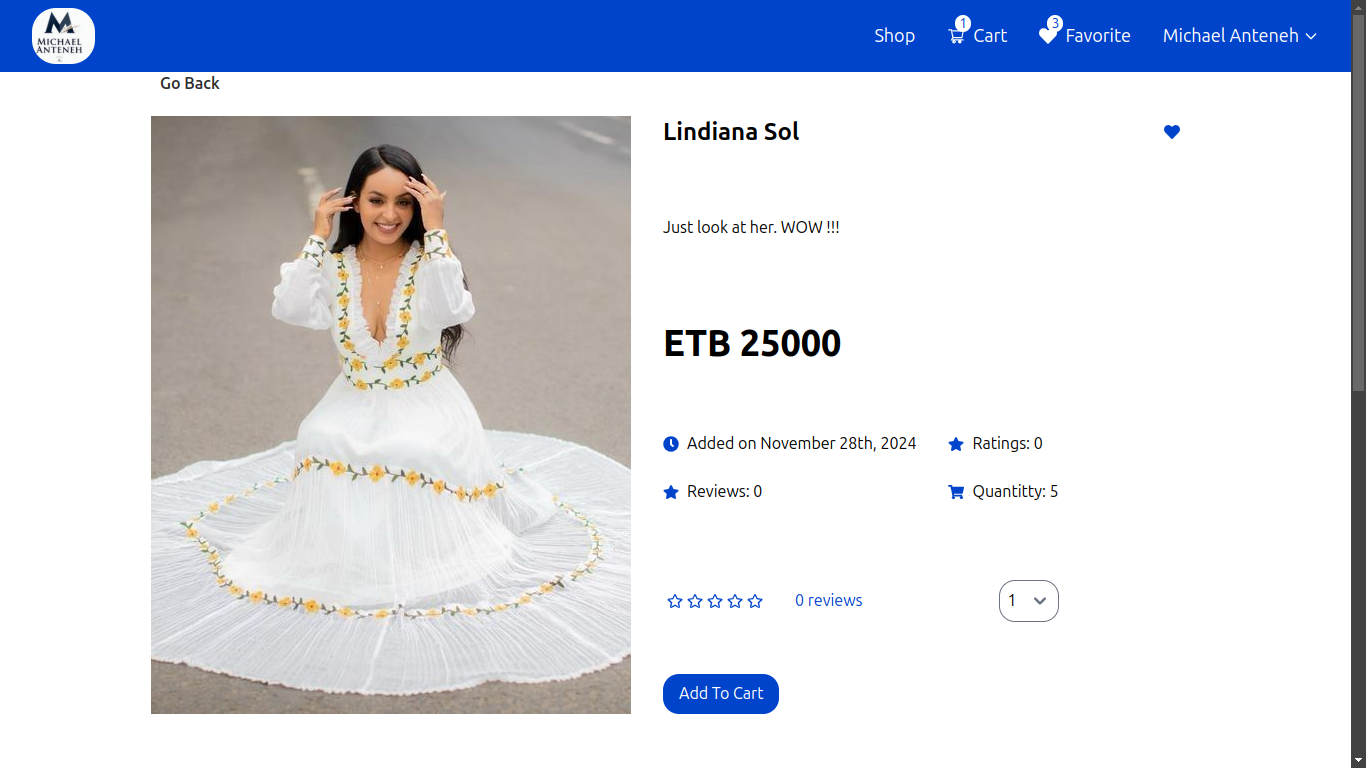 MICHAEL
ANTENEH
Shop
1
Cart
3
Favorite
Michael Anteneh
Go Back
Lindiana Sol
Just look at her. WOW !!!
ETB 25000
Added on November 28th, 2024
Ratings: 0
Reviews: 0
Quantitty: 5
0 reviews
1
Add To Cart